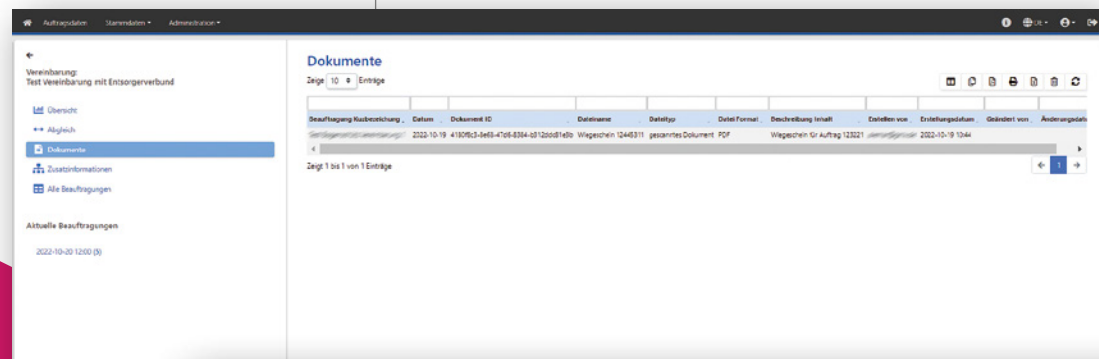 Auftragsdaten Stammdaten Administration DE
Vereinbarung:
Test Vereinbarung mit Entsorgerverbund
Übersicht
Abgleich
Dokumente
Zusatzinformationen
Alle Beauftragungen
Aktuelle Beauftragungen
2022-10-20 12:00 (5)
Dokumente
Zeige 10 Einträge
Beauftragung Kurbezeichung Datum Dokument ID Dateiname Dateityp Datei Format Beschreibung Inhalt Erstellen von Erstellungsdatum Geändert von Änderungsdatu
2022-10-19 Wiegeschein 12445311 gescanntes Dokument PDF Wiegeschein für Auftrag 123221 2022-10-19 10:44
Zeigt 1 bis 1 von 1 Einträge
1